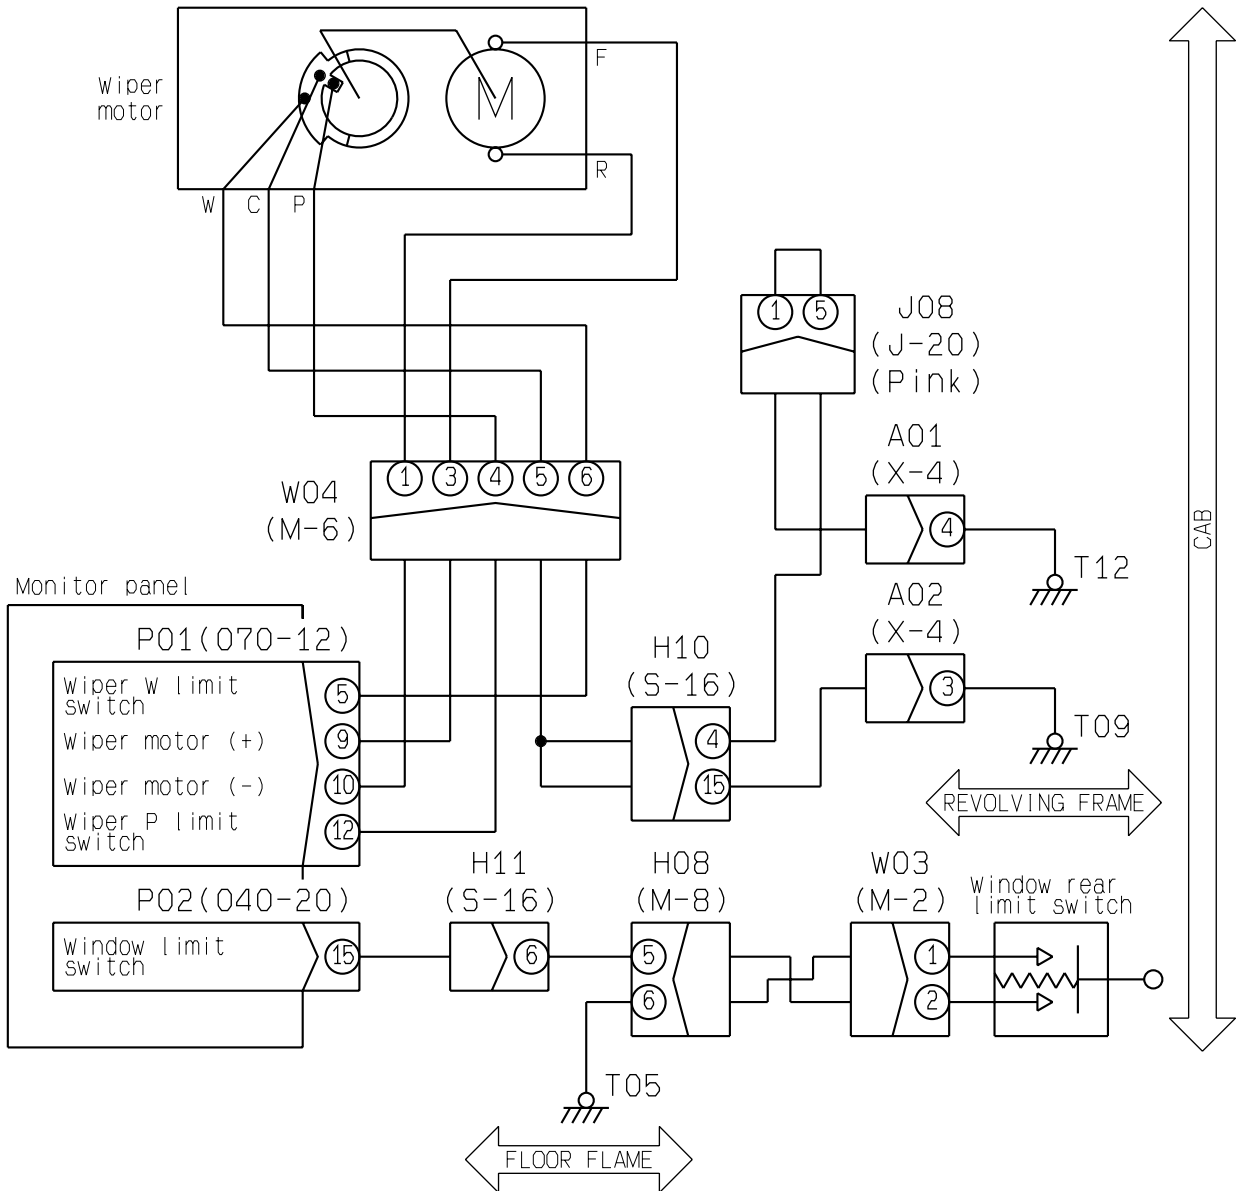 Wiper
motor
M
F
R
W C P
1 5
J08
(J-20)
(Pink)
A01
(X-4)
4
T12
1 3 4 5 6
W04
(M-6)
CAB
Monitor panel
P01(070-12)
Wiper W limit
switch
5
Wiper motor (+)
9
Wiper motor (-)
10
Wiper P limit
switch
12
H10
(S-16)
4
15
A02
(X-4)
3
T09
REVOLVING FRAME
P02(040-20)
Window limit
switch
15
H11
(S-16)
6
H08
(M-8)
5
6
W03
(M-2)
1
2
Window rear
limit switch
T05
FLOOR FLAME